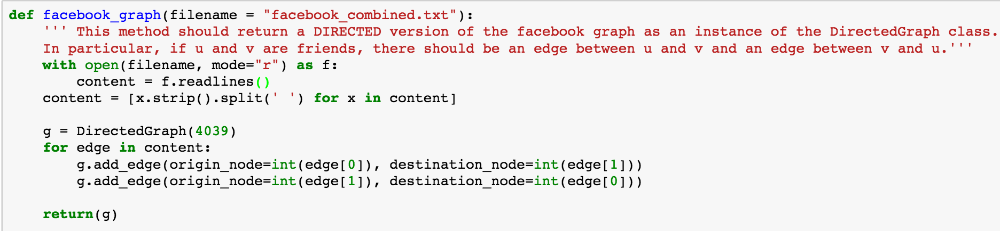 def facebook_graph(filename = "facebook_combined.txt"):
    ''' This method should return a DIRECTED version of the facebook graph as an instance of the DirectedGraph class.
    In particular, if u and v are friends, there should be an edge between u and v and an edge between v and u.'''
    with open(filename, mode="r") as f:
        content = f.readlines()
    content = [x.strip().split(' ') for x in content]

    g = DirectedGraph(4039)
    for edge in content:
        g.add_edge(origin_node=int(edge[0]), destination_node=int(edge[1]))
        g.add_edge(origin_node=int(edge[1]), destination_node=int(edge[0]))

    return(g)